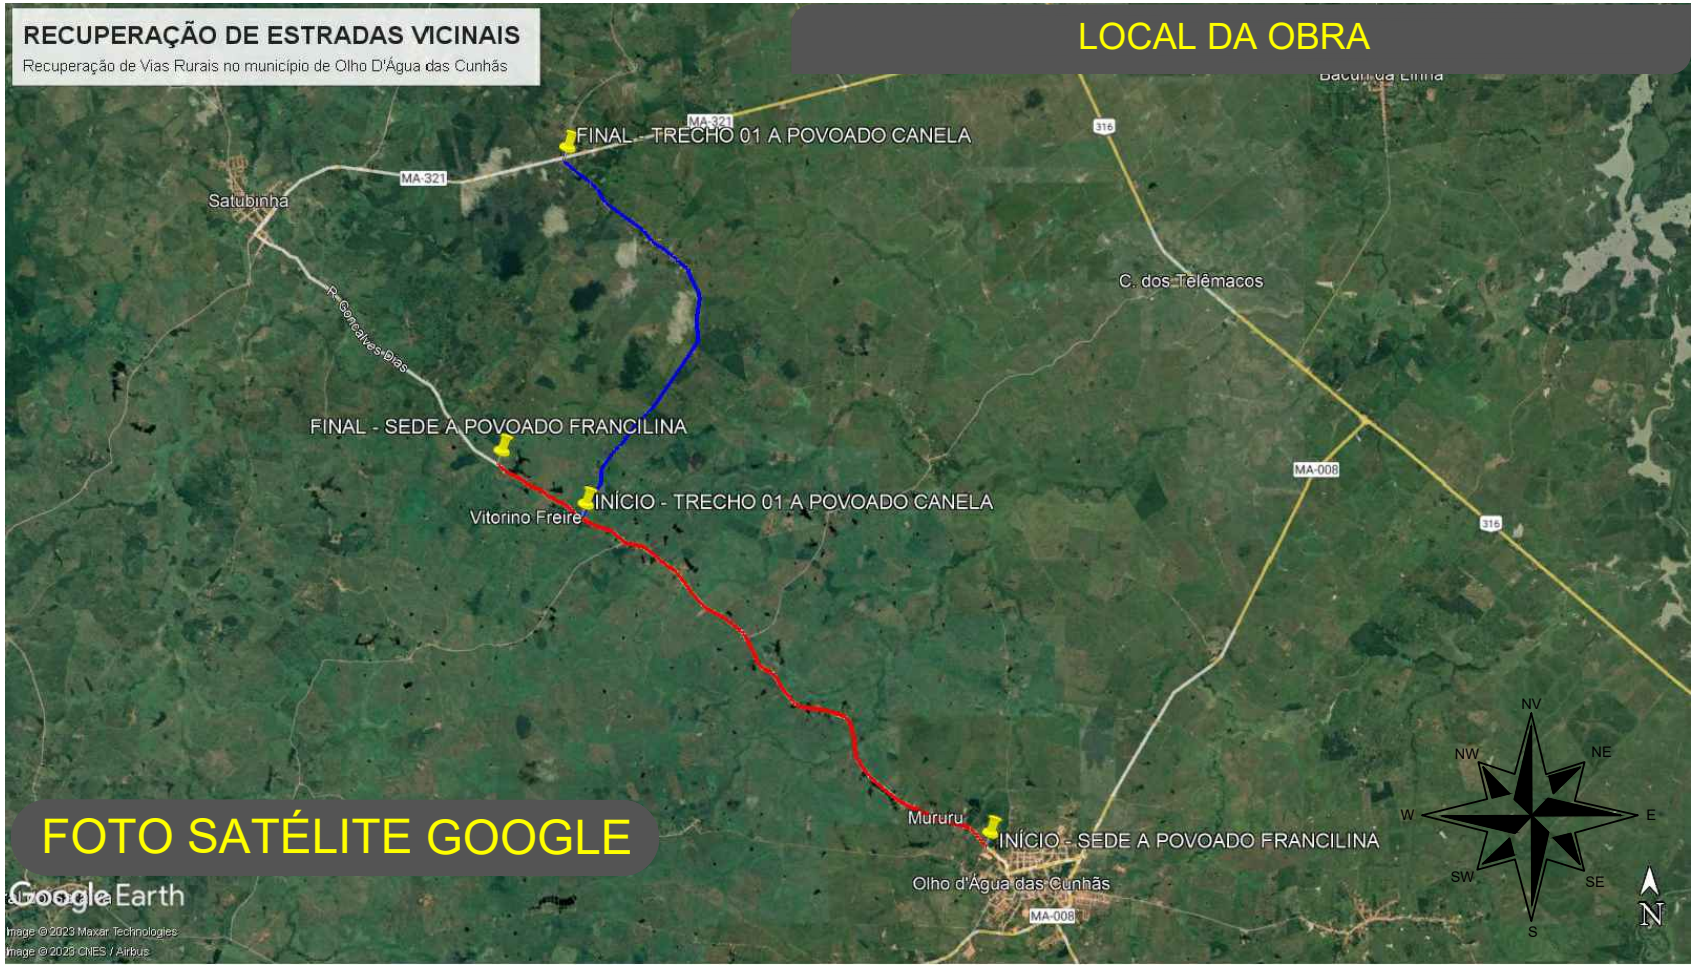 RECUPERAÇÃO DE ESTRADAS VICINAIS
Recuperação de Vias Rurais no município de Olho D'Água das Cunhãs
LOCAL DA OBRA
MA-321
316
FINAL - TRECHO 01 A POVOADO CANELA
MA-321
Satubinha
C. dos Telêmacos
R. Gonçalves Dias
FINAL - SEDE A POVOADO FRANCILINA
MA-008
INÍCIO - TRECHO 01 A POVOADO CANELA
Vitorino Freire
316
NV
NW
NE
W
E
SW
SE
S
N
Mururu
INÍCIO - SEDE A POVOADO FRANCILINA
FOTO SATÉLITE GOOGLE
Olho d'Água das Cunhãs
MA-008
Google Earth
Image © 2023 Maxar Technologies
Image © 2023 CNES / Airbus